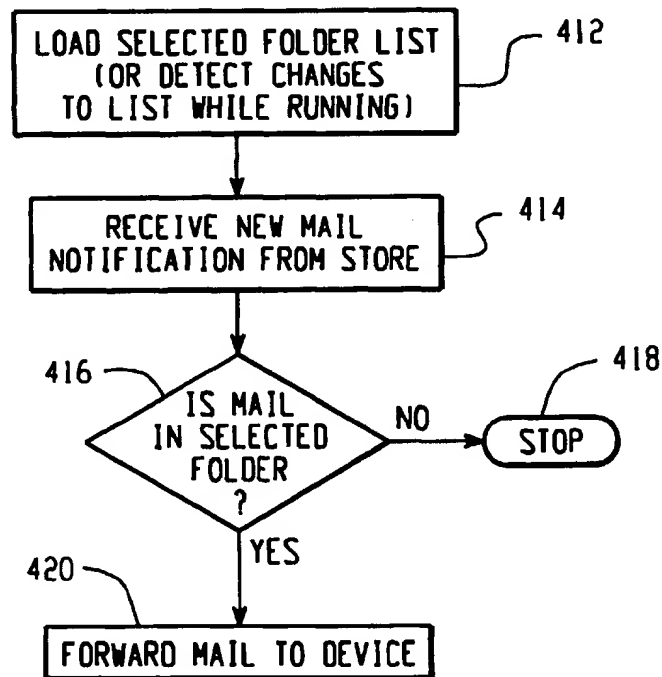 LOAD SELECTED FOLDER LIST
(OR DETECT CHANGES
TO LIST WHILE RUNNING)
412
RECEIVE NEW MAIL
NOTIFICATION FROM STORE
414
416
IS MAIL
IN SELECTED
FOLDER
?
NO
418
STOP
YES
420
FORWARD MAIL TO DEVICE